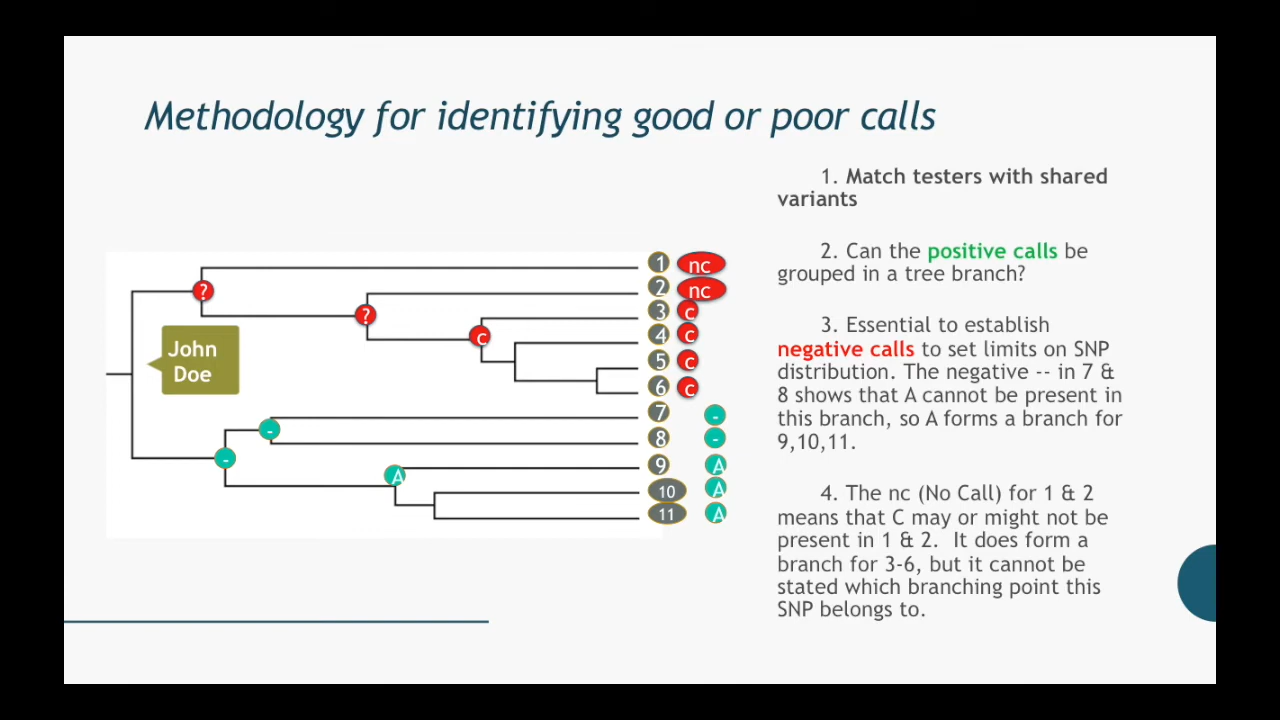 Methodology for identifying good or poor calls
1. Match testers with shared
variants
2. Can the positive calls be
grouped in a tree branch?
3. Essential to establish
negative calls to set limits on SNP
distribution. The negative -- in 7 &
8 shows that A cannot be present in
this branch, so A forms a branch for
9,10,11.
4. The nc (No Call) for 1 & 2
means that C may or might not be
present in 1 & 2. It does form a
branch for 3-6, but it cannot be
stated which branching point this
SNP belongs to.
John
Doe
?
?
c
-
-
A
1 nc
2 nc
3 c
4 c
5 c
6 c
7 -
8 -
9 A
10 A
11 A